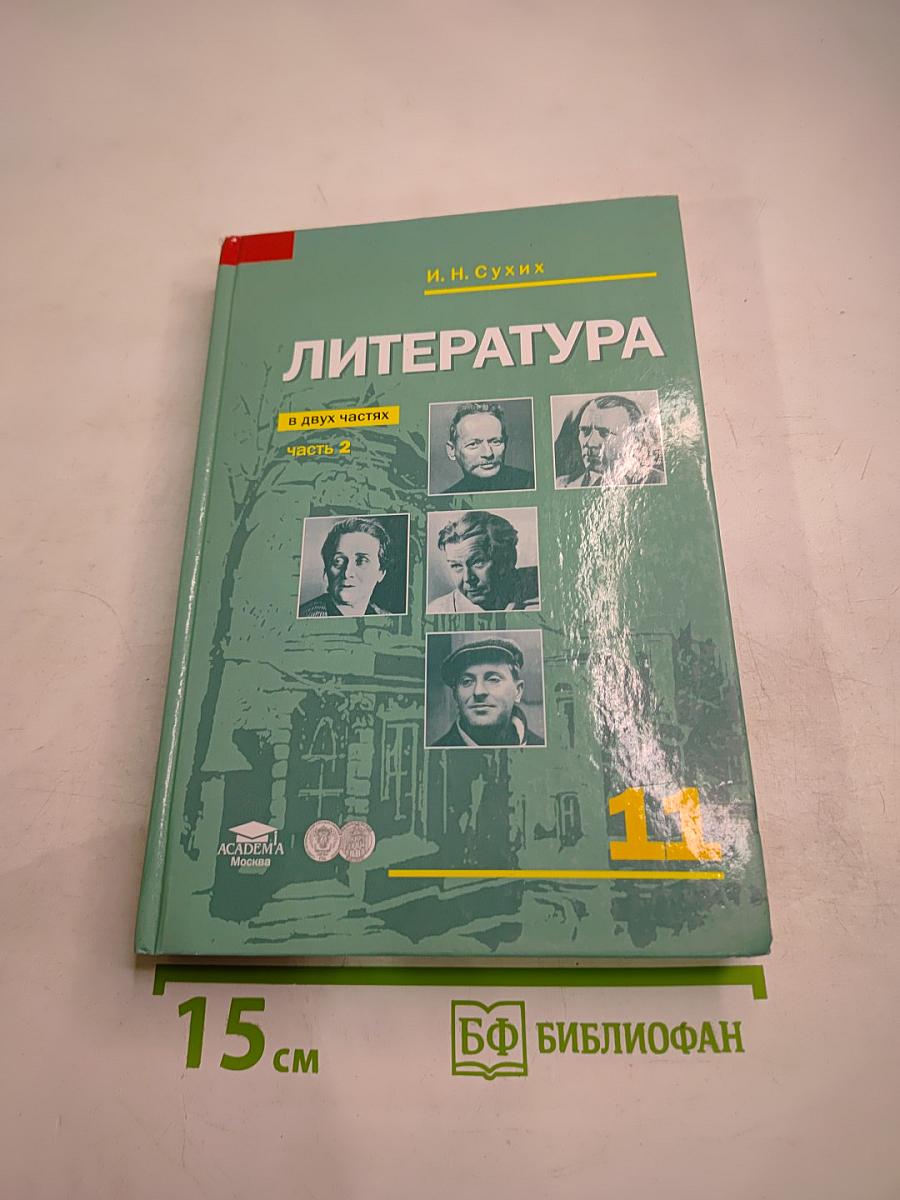 И. Н. Сухих
ЛИТЕРАТУРА
в двух частях
часть 2
11
ACADEMA
Москва
15 см
БФ БИБЛИОФАН